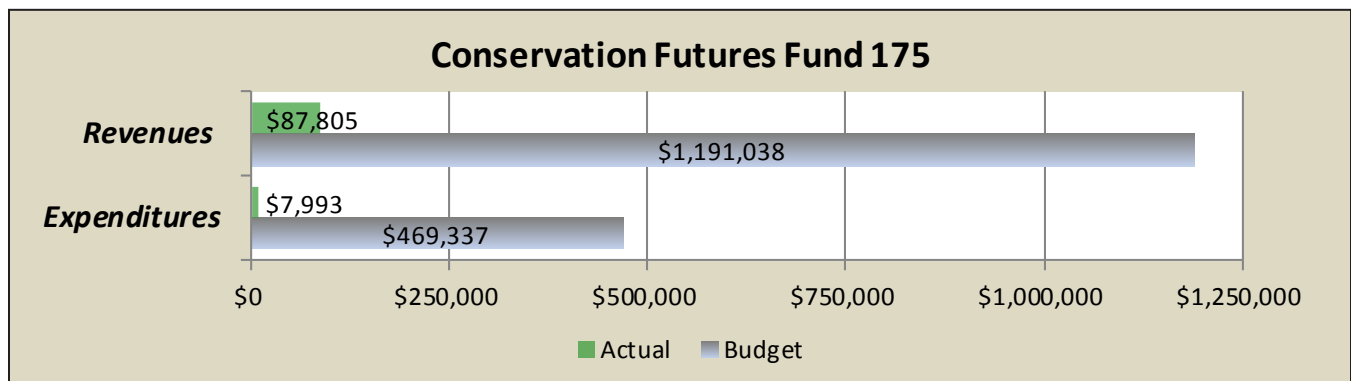 Conservation Futures Fund 175
Revenues
$87,805
$1,191,038
Expenditures
$7,993
$469,337
$0 $250,000 $500,000 $750,000 $1,000,000 $1,250,000
Actual Budget